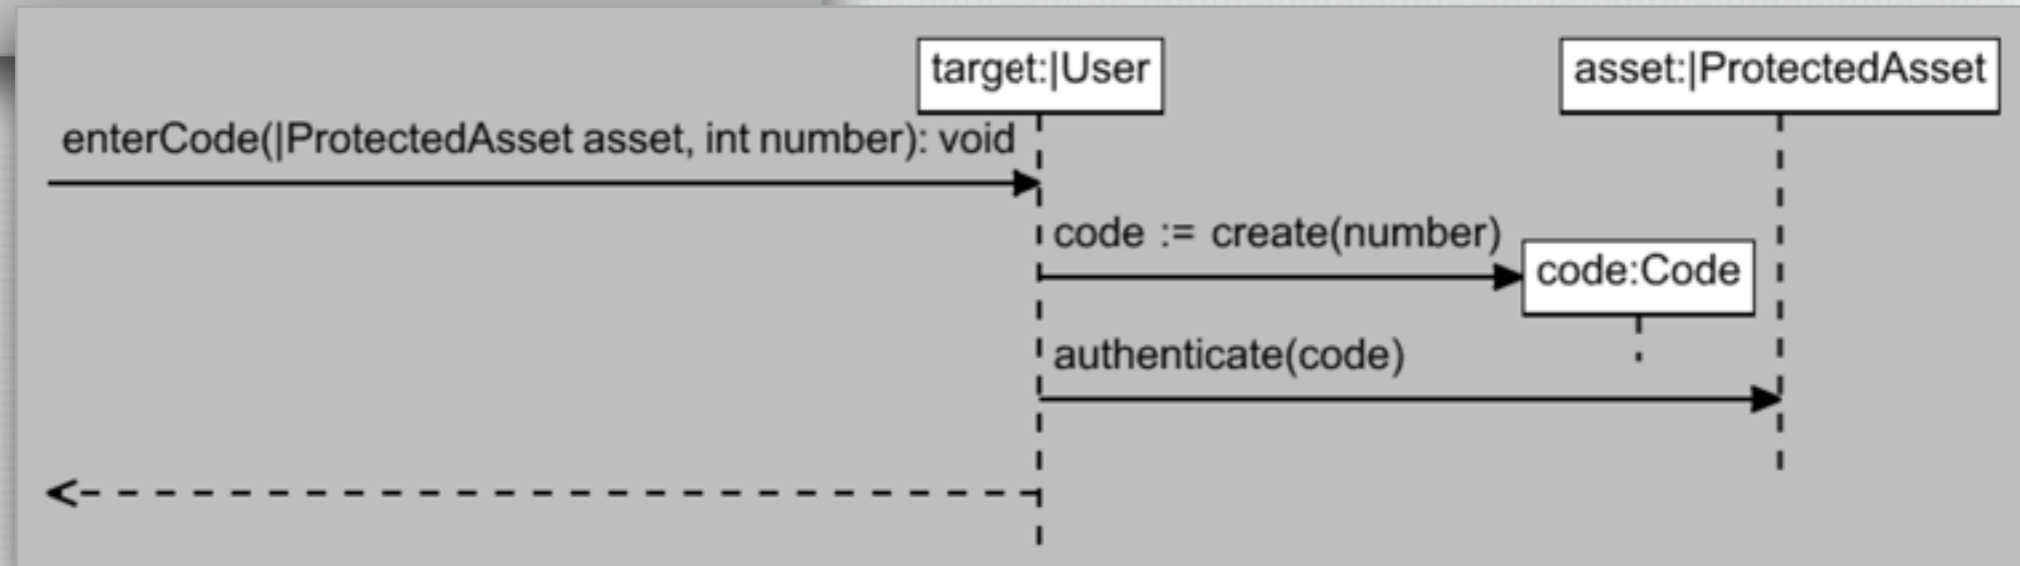 target:|User
asset:|ProtectedAsset
enterCode(|ProtectedAsset asset, int number): void
code := create(number)
code:Code
authenticate(code)